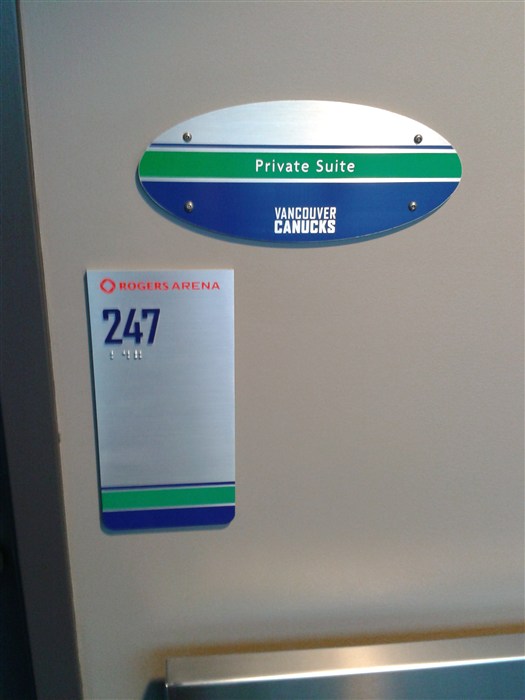 Private Suite
VANCOUVER
CANUCKS
ROGERS ARENA
247